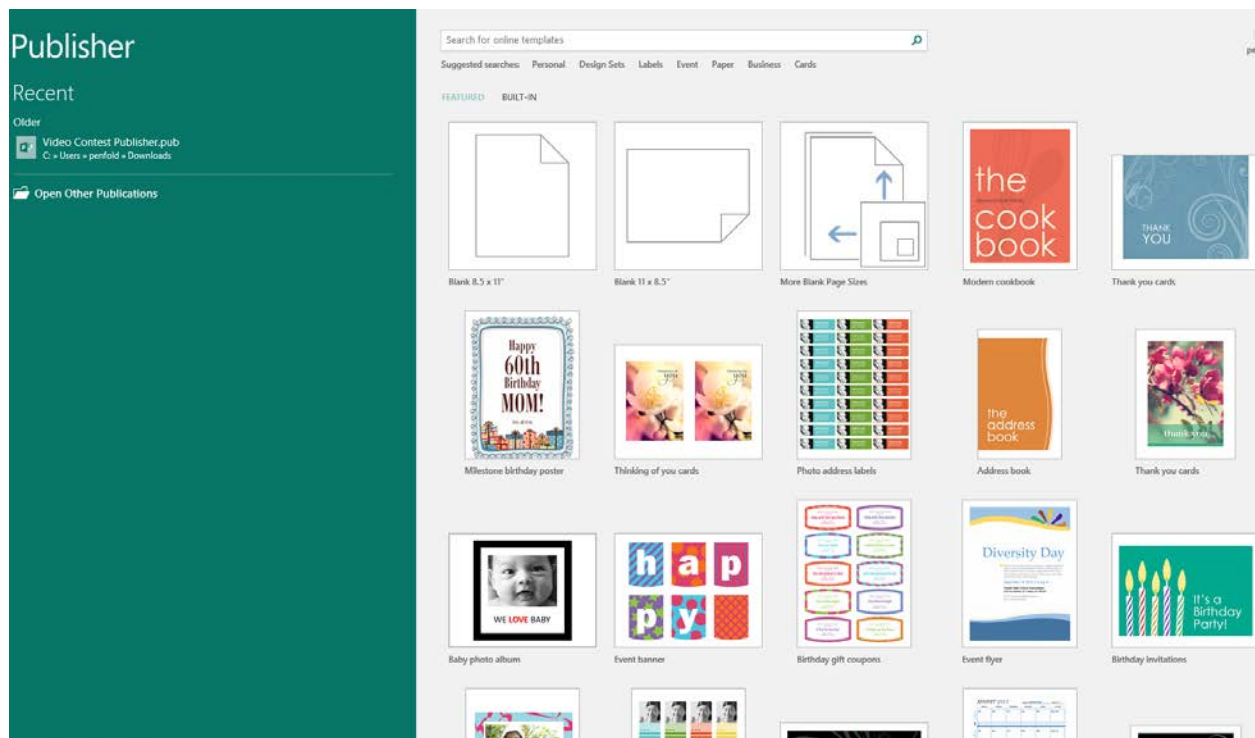 Publisher
Recent
Older
Video Contest Publisher.pub
C: » Users » penfold » Downloads
Open Other Publications
Search for online templates
Suggested searches: Personal Design Sets Labels Event Paper Business Cards
FEATURED BUILT-IN
the
cook
book
THANK
YOU
Blank 8.5 x 11"
Blank 11 x 8.5"
More Blank Page Sizes
Modern cookbook
Thank you cards
Happy
60th
Birthday
MOM!
you
you
the
address
book
thank you
Milestone birthday poster
Thinking of you cards
Photo address labels
Address book
Thank you cards
WE LOVE BABY
hap
py
Diversity Day
It's a
Birthday
Party!
Baby photo album
Event banner
Birthday gift coupons
Event flyer
Birthday invitations